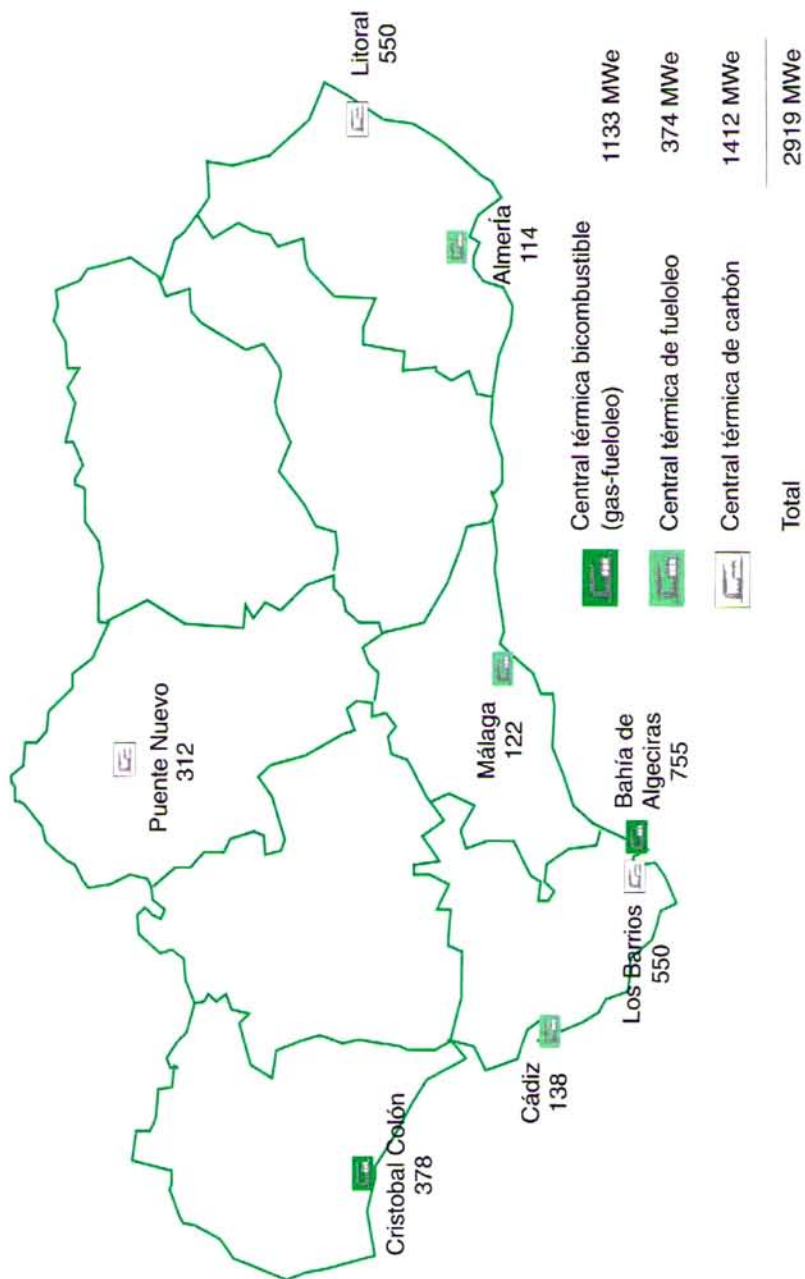 Puente Nuevo
312
Litoral
550
Cristobal Colón
378
Málaga
122
Almería
114
Cádiz
138
Los Barrios
550
Bahía de
Algeciras
755
Central térmica bicombustible
(gas-fueloleo)
1133 MWe
Central térmica de fueloleo
374 MWe
Central térmica de carbón
1412 MWe
Total
2919 MWe